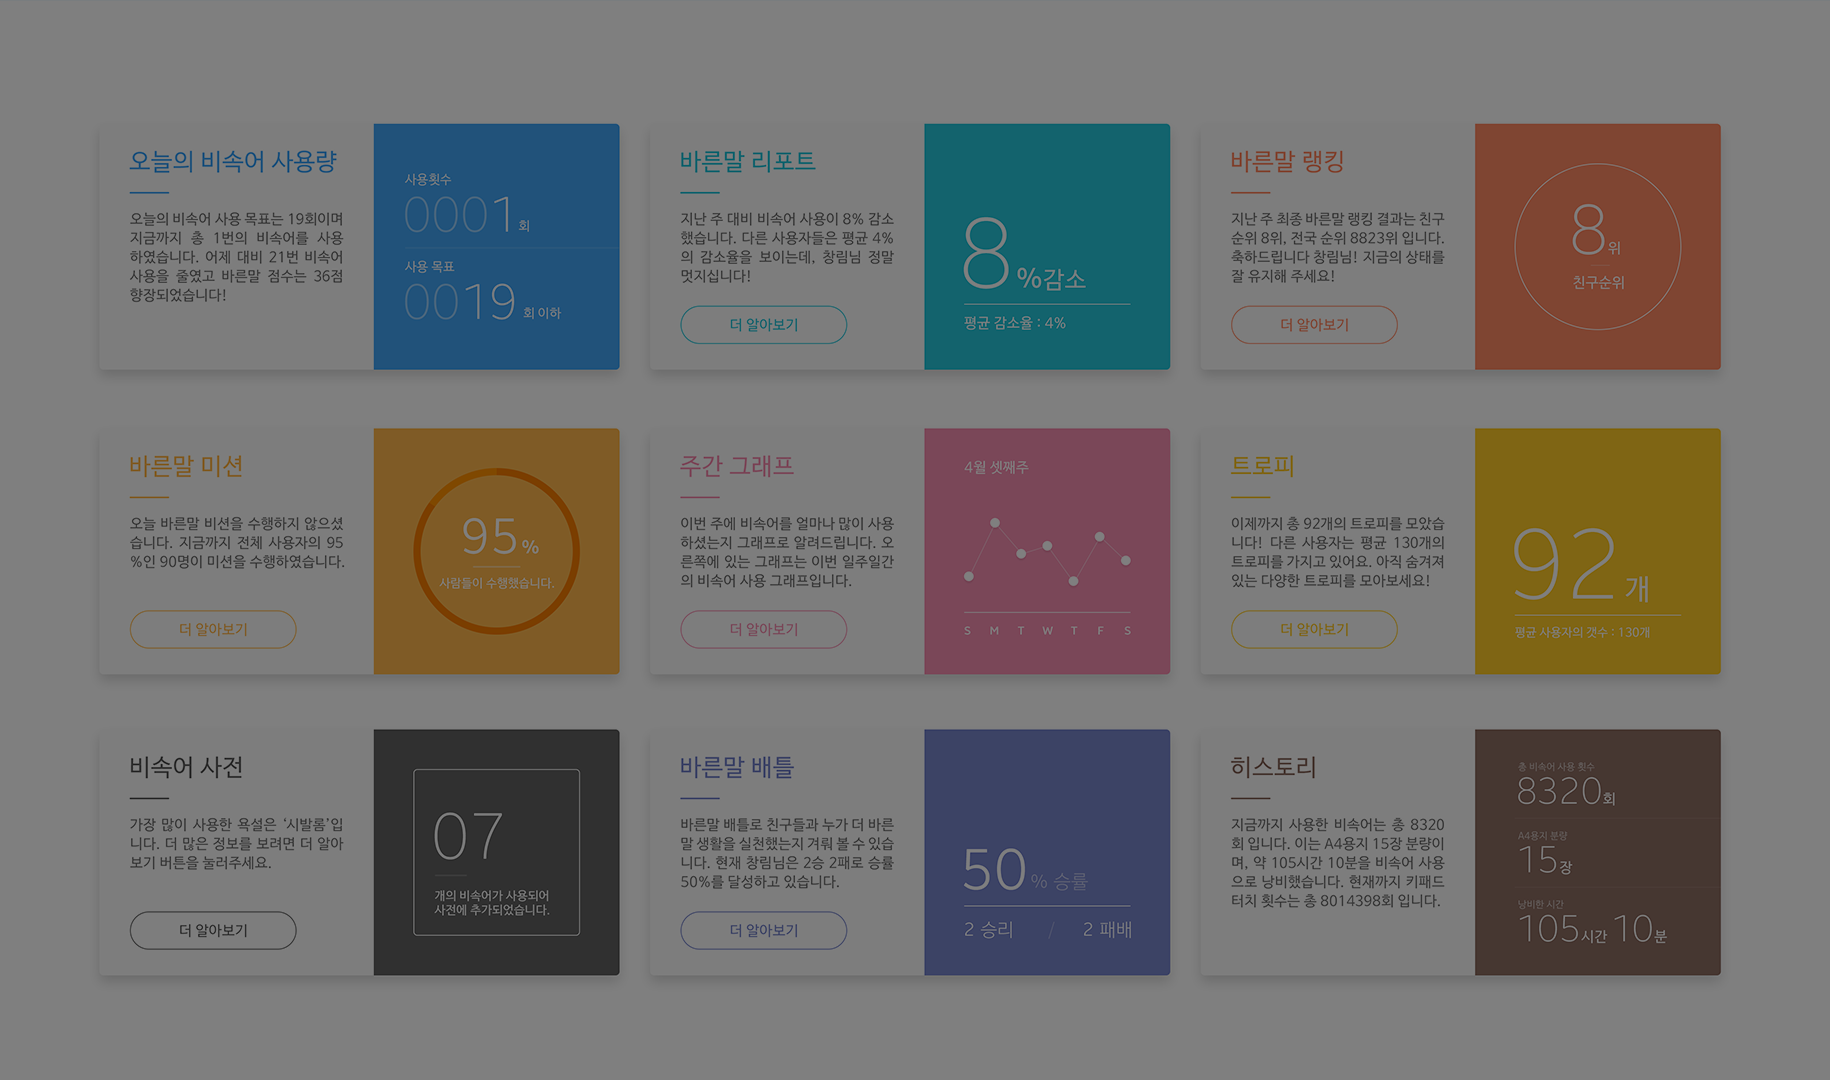 오늘의 비속어 사용량
오늘의 비속어 사용 목표는 19회이며
지금까지 총 1번의 비속어를 사용
하였습니다. 어제 대비 21번 비속어
사용을 줄였고 바른말 점수는 36점
향장되었습니다!
사용횟수
0001 회
사용 목표
0019 회 이하
바른말 리포트
지난 주 대비 비속어 사용이 8% 감소
했습니다. 다른 사용자들은 평균 4%
의 감소율을 보이는데, 창림님 정말
멋지십니다!
더 알아보기
8 %감소
평균 감소율 : 4%
바른말 랭킹
지난 주 최종 바른말 랭킹 결과는 친구
순위 8위, 전국 순위 8823위 입니다.
축하드립니다 창림님! 지금의 상태를
잘 유지해 주세요!
더 알아보기
8위
친구순위
바른말 미션
오늘 바른말 비션을 수행하지 않으셨
습니다. 지금까지 전체 사용자의 95
%인 90명이 미션을 수행하였습니다.
더 알아보기
95 %
사람들이 수행했습니다.
주간 그래프
이번 주에 비속어를 얼마나 많이 사용
하셨는지 그래프로 알려드립니다. 오
른쪽에 있는 그래프는 이번 일주일간
의 비속어 사용 그래프입니다.
더 알아보기
4월 셋째주
S M T W T F S
트로피
이제까지 총 92개의 트로피를 모았습
니다! 다른 사용자는 평균 130개의
트로피를 가지고 있어요. 아직 숨겨져
있는 다양한 트로피를 모아보세요!
더 알아보기
92 개
평균 사용자의 갯수 : 130개
비속어 사전
가장 많이 사용한 욕설은 ‘시발롬’입
니다. 더 많은 정보를 보려면 더 알아
보기 버튼을 눌러주세요.
더 알아보기
07
개의 비속어가 사용되어
사전에 추가되었습니다.
바른말 배틀
바른말 배틀로 친구들과 누가 더 바른
말 생활을 실천했는지 겨뤄 볼 수 있습
니다. 현재 창림님은 2승 2패로 승률
50%를 달성하고 있습니다.
더 알아보기
50 % 승률
2 승리 / 2 패배
히스토리
지금까지 사용한 비속어는 총 8320
회 입니다. 이는 A4용지 15장 분량이
며, 약 105시간 10분을 비속어 사용
으로 낭비했습니다. 현재까지 키패드
터치 횟수는 총 8014398회 입니다.
총 비속어 사용 횟수
8320회
A4용지 분량
15장
낭비한 시간
105시간 10분